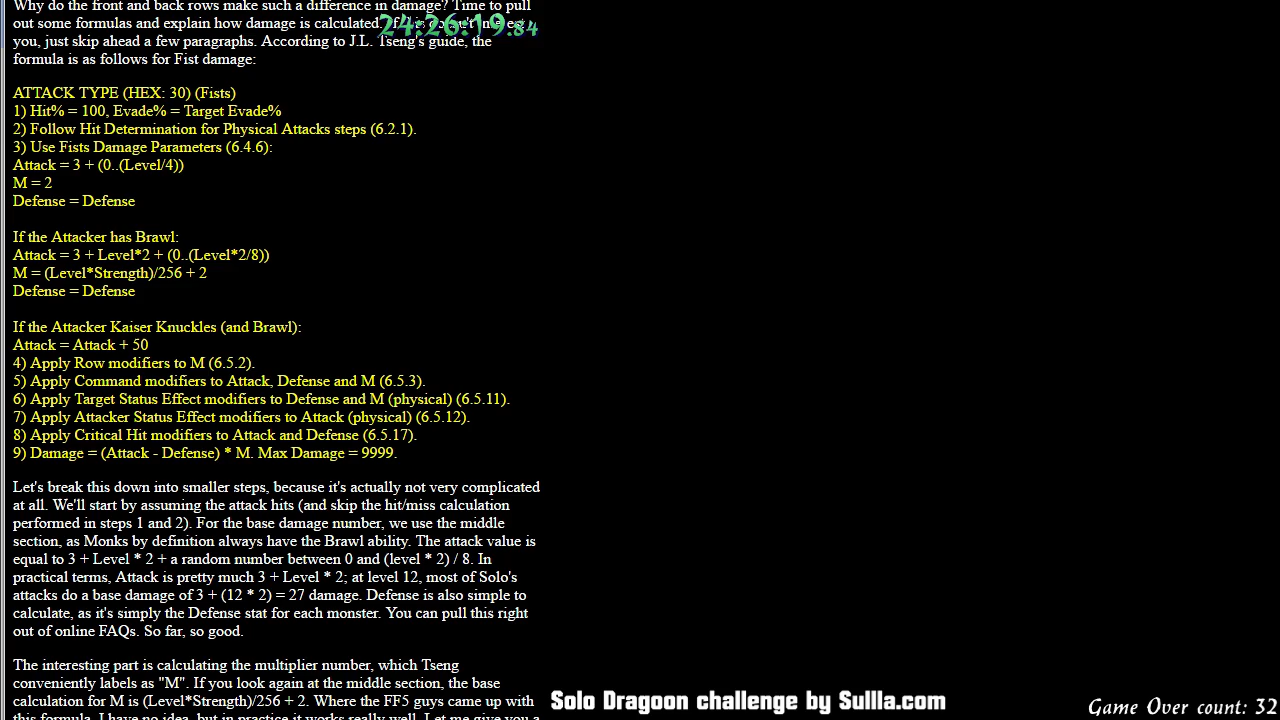 Why do the front and back rows make such a difference in damage? Time to pull
out some formulas and explain how damage is calculated.
24:26:19.84
you, just skip ahead a few paragraphs. According to J.L. Tseng's guide, the
formula is as follows for Fist damage:
ATTACK TYPE (HEX: 30) (Fists)
1) Hit% = 100, Evade% = Target Evade%
2) Follow Hit Determination for Physical Attacks steps (6.2.1).
3) Use Fists Damage Parameters (6.4.6):
Attack = 3 + (0..(Level/4))
M = 2
Defense = Defense
If the Attacker has Brawl:
Attack = 3 + Level*2 + (0..(Level*2/8))
M = (Level*Strength)/256 + 2
Defense = Defense
If the Attacker Kaiser Knuckles (and Brawl):
Attack = Attack + 50
4) Apply Row modifiers to M (6.5.2).
5) Apply Command modifiers to Attack, Defense and M (6.5.3).
6) Apply Target Status Effect modifiers to Defense and M (physical) (6.5.11).
7) Apply Attacker Status Effect modifiers to Attack (physical) (6.5.12).
8) Apply Critical Hit modifiers to Attack and Defense (6.5.17).
9) Damage = (Attack - Defense) * M. Max Damage = 9999.
Let's break this down into smaller steps, because it's actually not very complicated
at all. We'll start by assuming the attack hits (and skip the hit/miss calculation
performed in steps 1 and 2). For the base damage number, we use the middle
section, as Monks by definition always have the Brawl ability. The attack value is
equal to 3 + Level * 2 + a random number between 0 and (level * 2) / 8. In
practical terms, Attack is pretty much 3 + Level * 2; at level 12, most of Solo's
attacks do a base damage of 3 + (12 * 2) = 27 damage. Defense is also simple to
calculate, as it's simply the Defense stat for each monster. You can pull this right
out of online FAQs. So far, so good.
The interesting part is calculating the multiplier number, which Tseng
conveniently labels as "M". If you look again at the middle section, the base
calculation for M is (Level*Strength)/256 + 2. Where the FF5 guys came up with
this formula, I have no idea, but in practice it works really well. Let me give you a
Solo Dragoon challenge by Sullla.com
Game Over count: 32